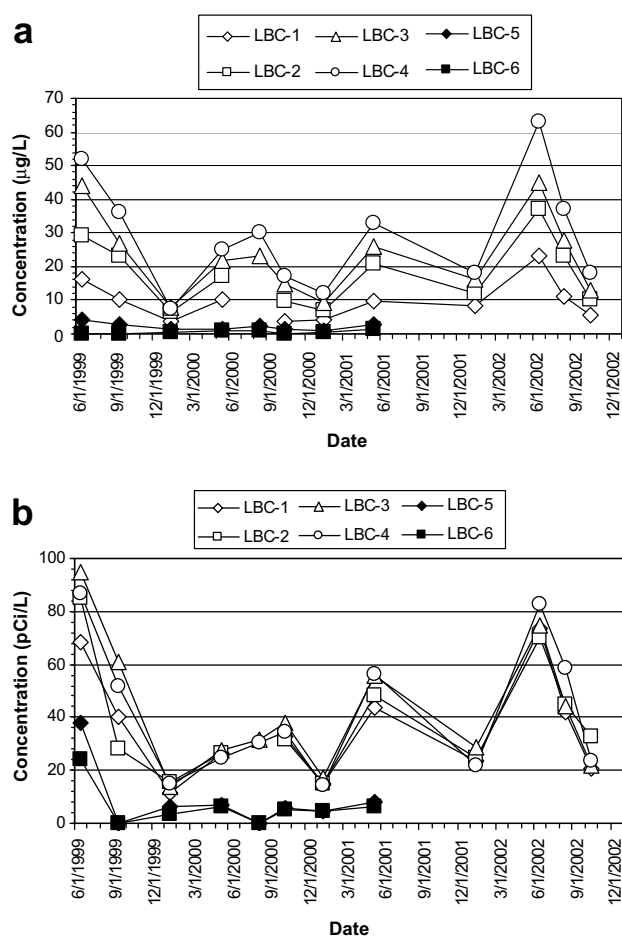 a
LBC-1 LBC-3 LBC-5
LBC-2 LBC-4 LBC-6
Concentration (µg/L)
70
60
50
40
30
20
10
0
6/1/1999 9/1/1999 12/1/1999 3/1/2000 6/1/2000 9/1/2000 12/1/2000 3/1/2001 6/1/2001 9/1/2001 12/1/2001 3/1/2002 6/1/2002 9/1/2002 12/1/2002
Date
b
LBC-1 LBC-3 LBC-5
LBC-2 LBC-4 LBC-6
Concentration (pCi/L)
100
80
60
40
20
0
6/1/1999 9/1/1999 12/1/1999 3/1/2000 6/1/2000 9/1/2000 12/1/2000 3/1/2001 6/1/2001 9/1/2001 12/1/2001 3/1/2002 6/1/2002 9/1/2002 12/1/2002
Date